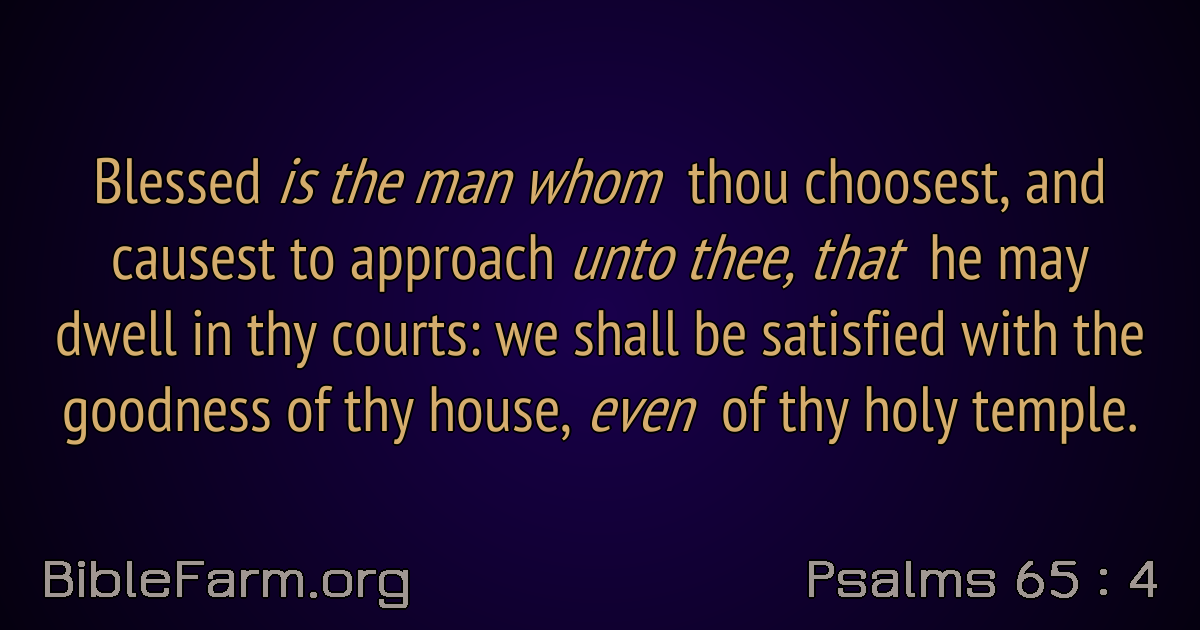 Blessed is the man whom thou choosest, and
causest to approach unto thee, that he may
dwell in thy courts: we shall be satisfied with the
goodness of thy house, even of thy holy temple.
BibleFarm.org
Psalms 65 : 4